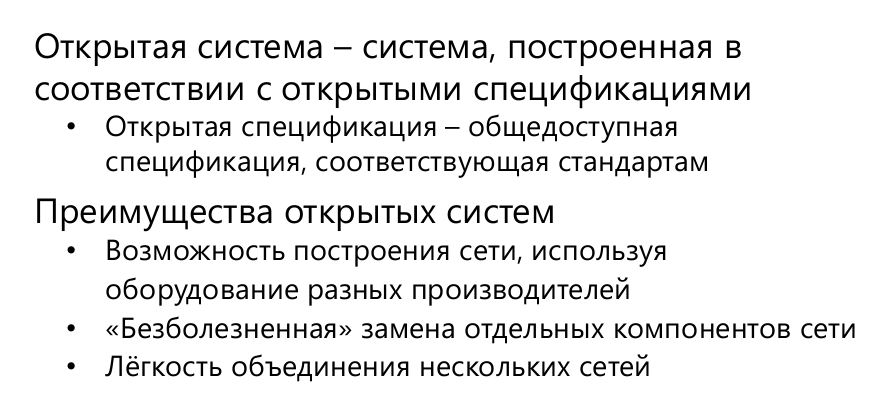 Открытая система – система, построенная в
соответствии с открытыми спецификациями
• Открытая спецификация – общедоступная
спецификация, соответствующая стандартам
Преимущества открытых систем
• Возможность построения сети, используя
оборудование разных производителей
• «Безболезненная» замена отдельных компонентов сети
• Лёгкость объединения нескольких сетей